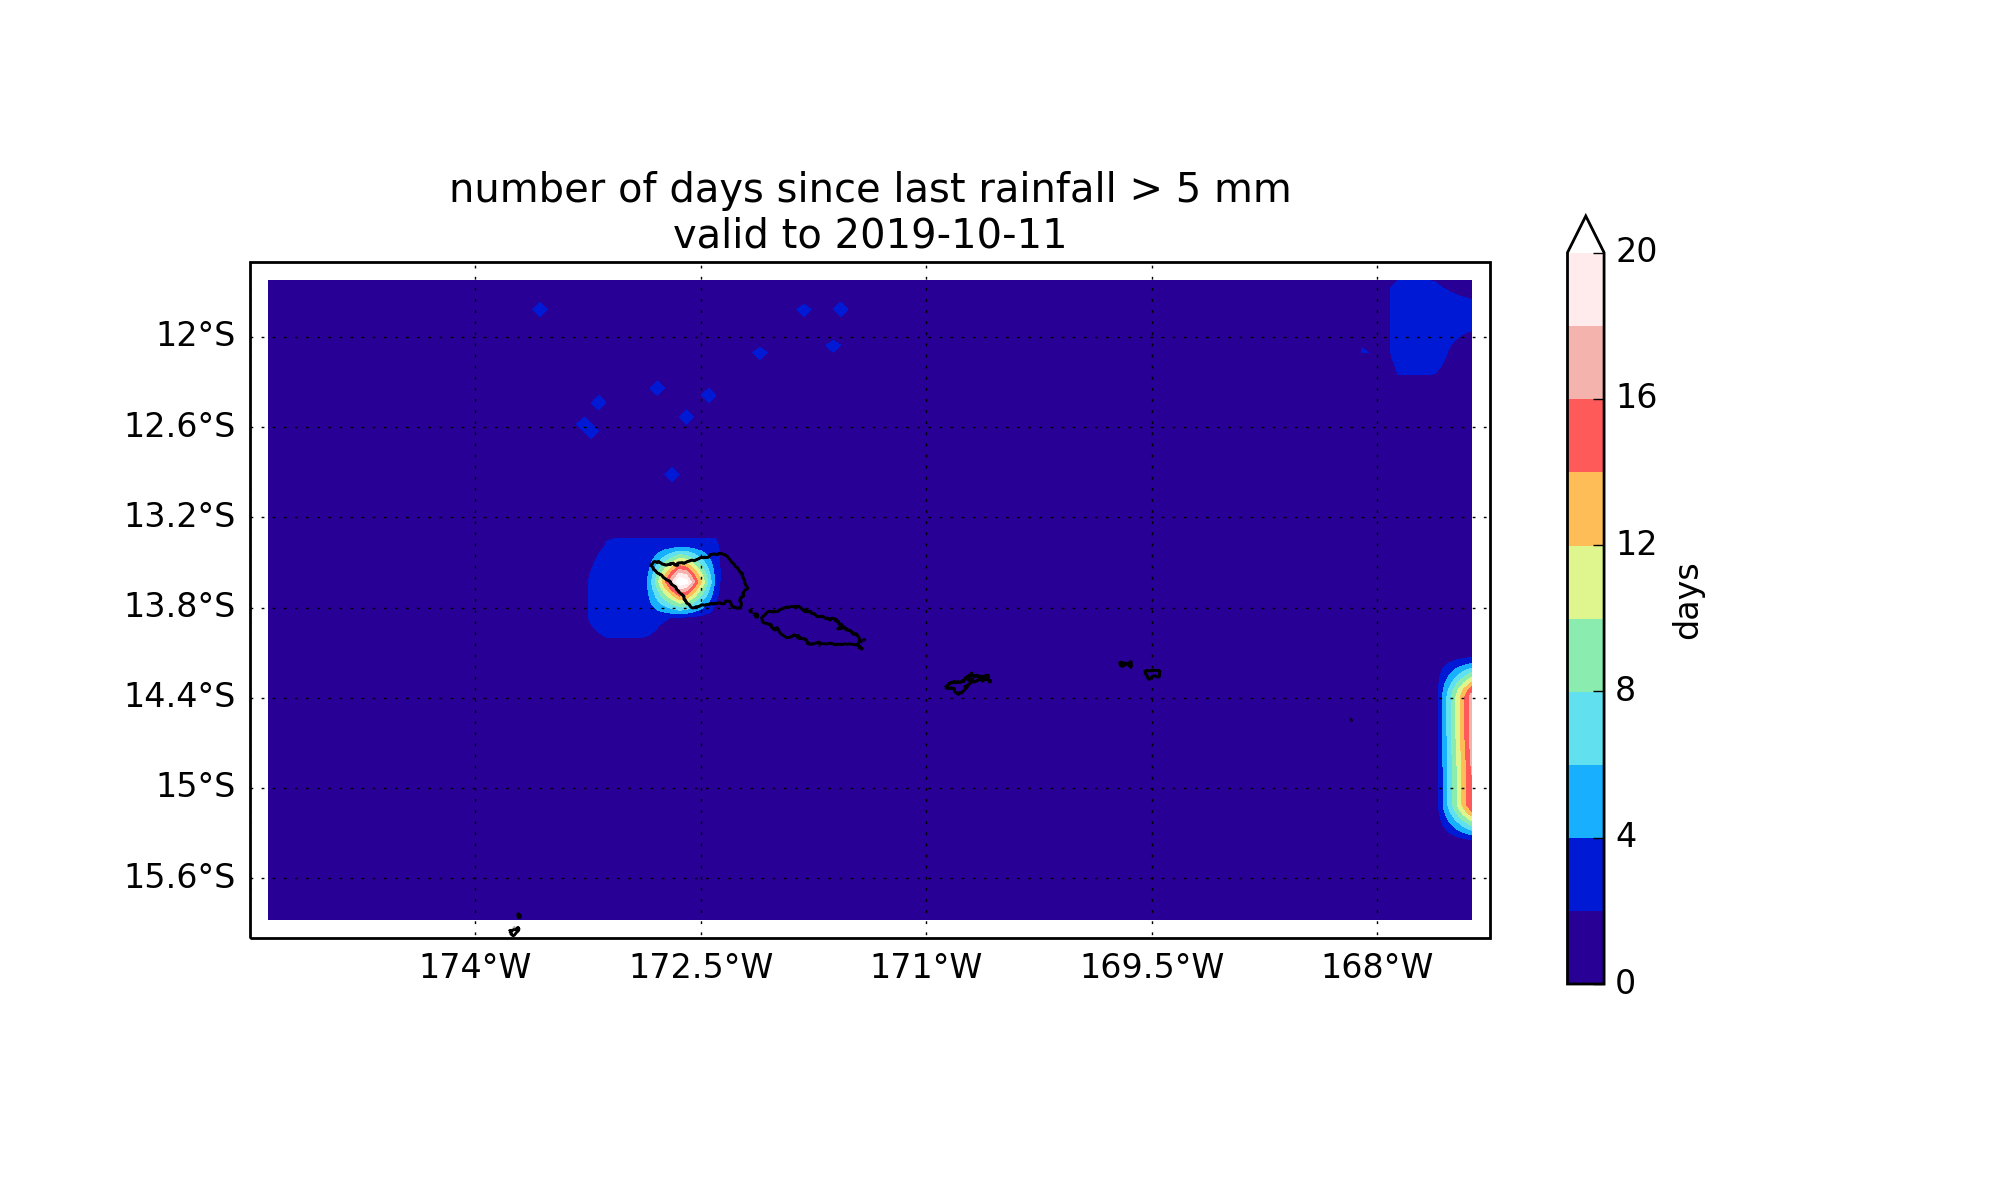 number of days since last rainfall > 5 mm
valid to 2019-10-11
12°S
12.6°S
13.2°S
13.8°S
14.4°S
15°S
15.6°S
174°W 172.5°W 171°W 169.5°W 168°W
20
16
12
8
4
0
days